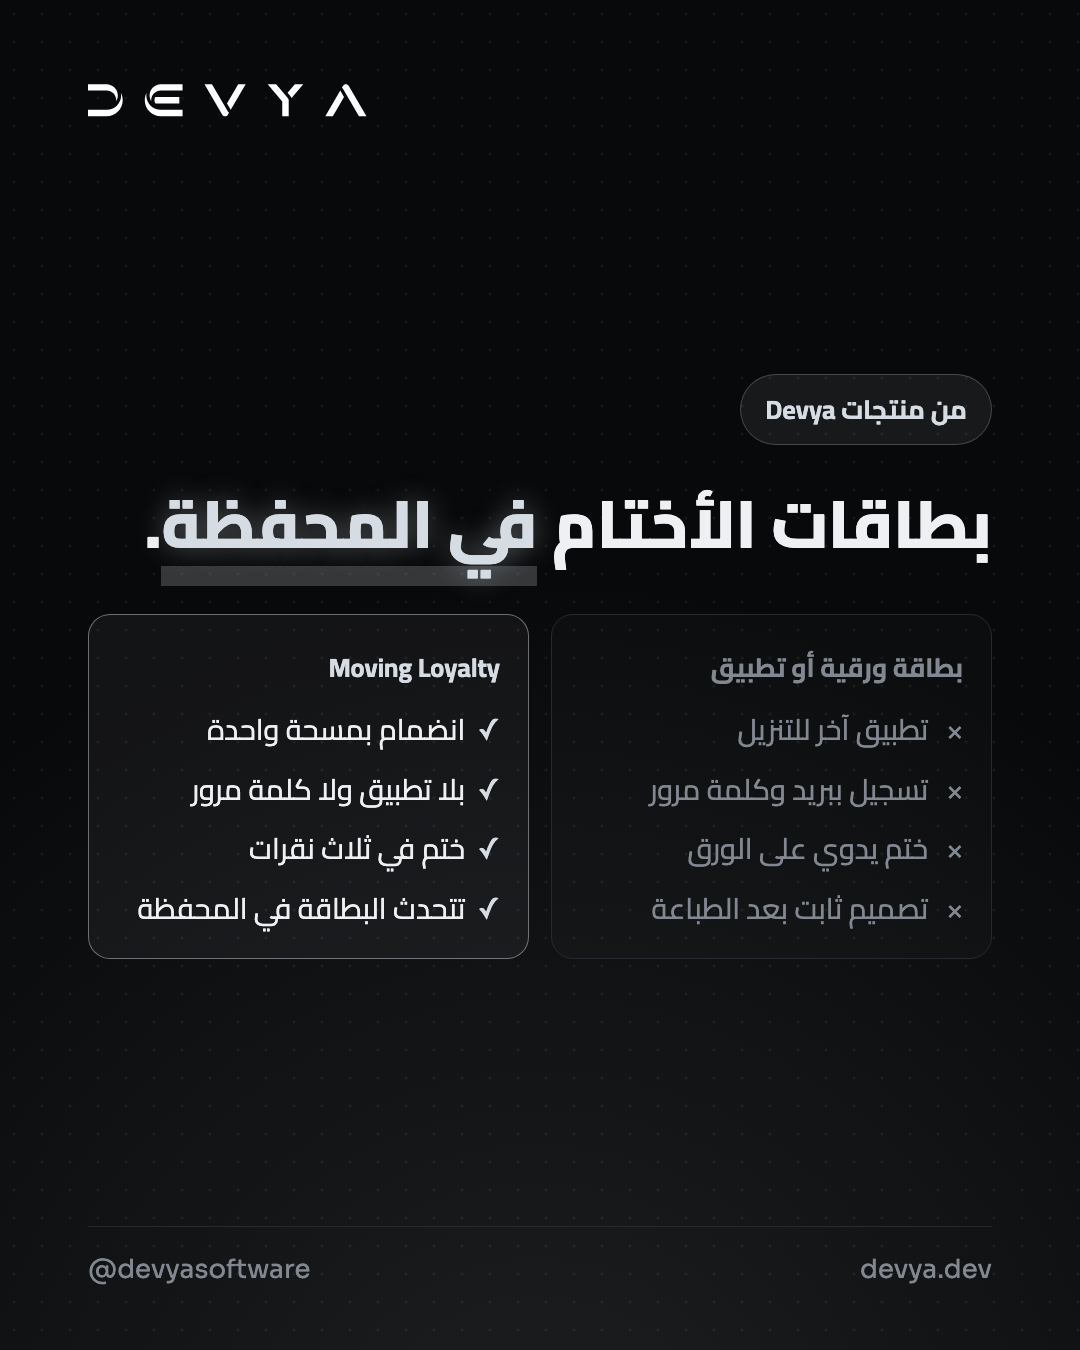 DEVYA
من منتجات Devya
بطاقات الأختام في المحفظة.
بطاقة ورقية أو تطبيق
× تطبيق آخر للتنزيل
× تسجيل ببريد وكلمة مرور
× ختم يدوي على الورق
× تصميم ثابت بعد الطباعة
Moving Loyalty
✓ انضمام بمسحة واحدة
✓ بلا تطبيق ولا كلمة مرور
✓ ختم في ثلاث نقرات
✓ تتحدث البطاقة في المحفظة
@devyasoftware
devya.dev